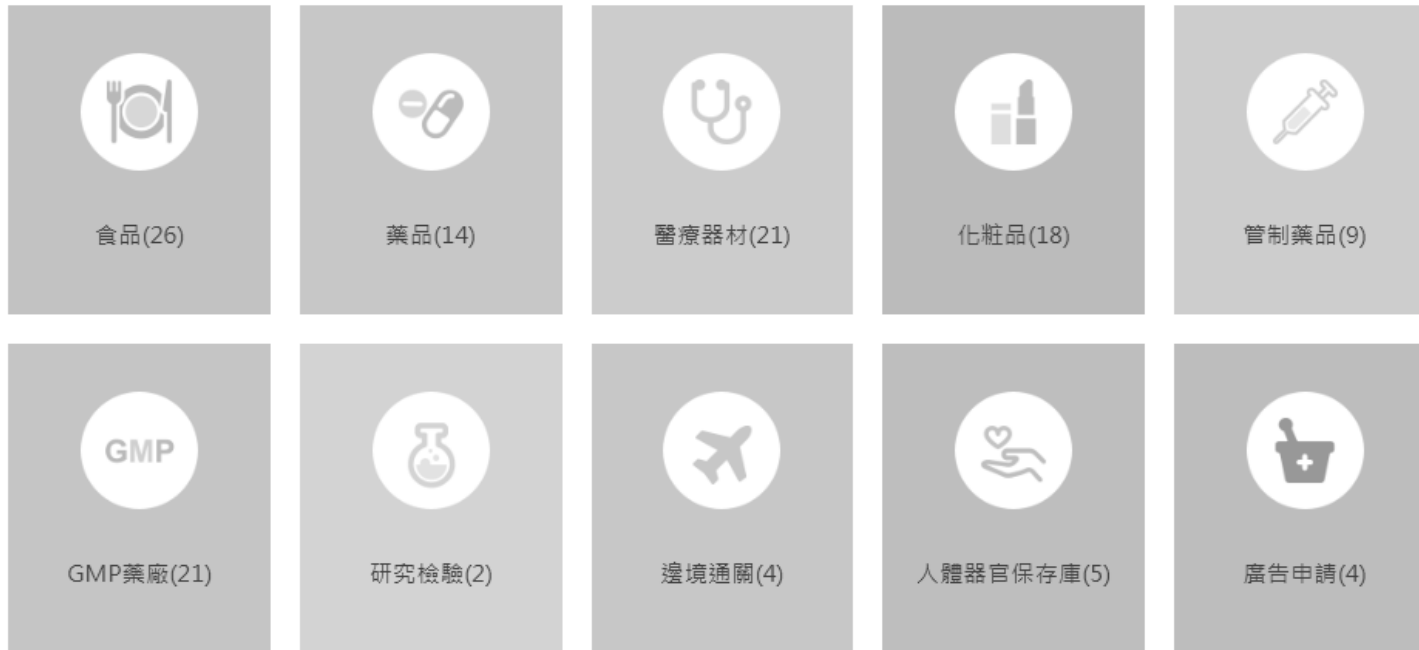 食品(26)
藥品(14)
醫療器材(21)
化粧品(18)
管制藥品(9)
GMP
GMP藥廠(21)
研究檢驗(2)
邊境通關(4)
人體器官保存庫(5)
廣告申請(4)